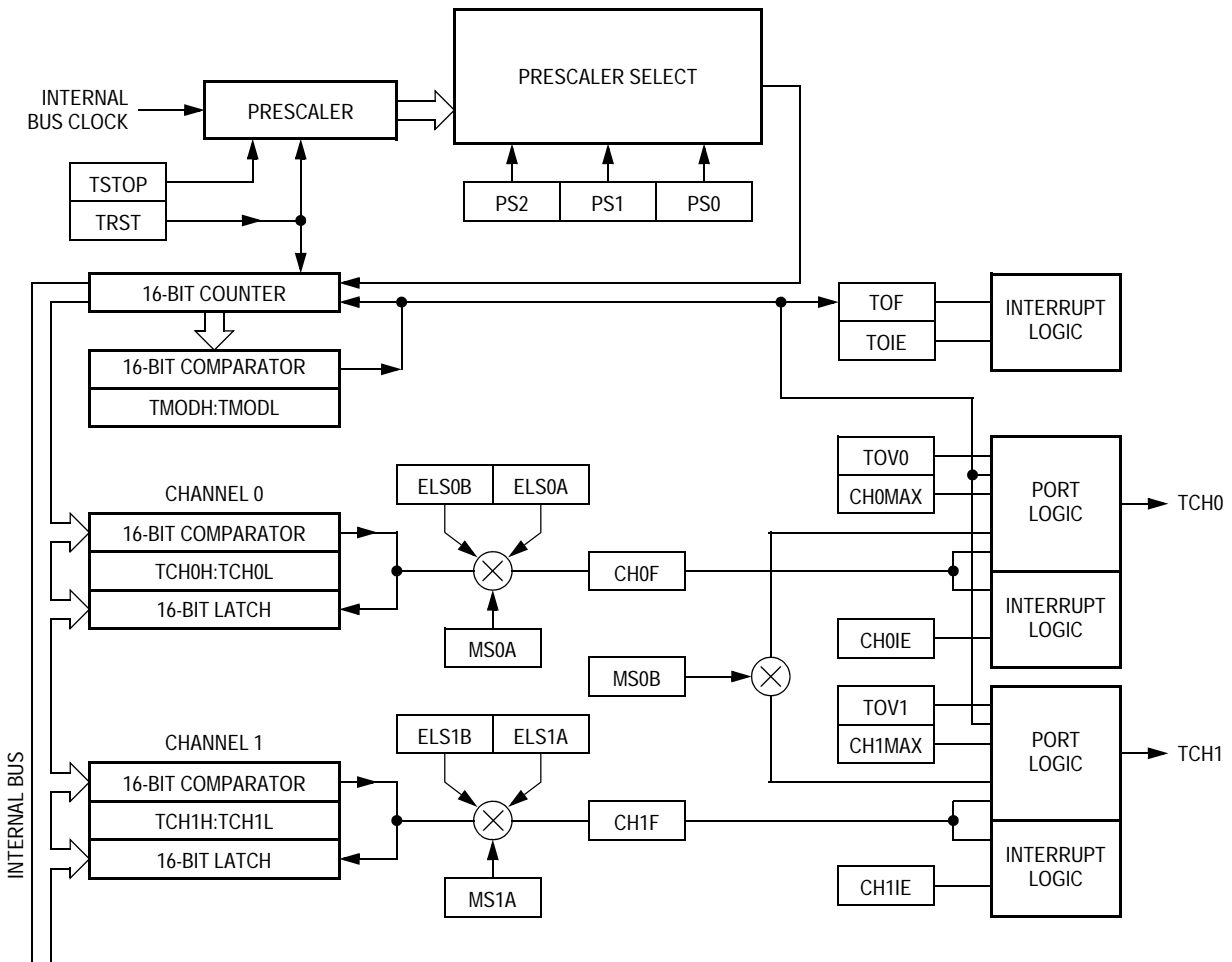 PRESCALER SELECT
INTERNAL
BUS CLOCK
PRESCALER
TSTOP
TRST
PS2
PS1
PS0
16-BIT COUNTER
16-BIT COMPARATOR
TMODH:TMODL
TOF
TOIE
INTERRUPT
LOGIC
CHANNEL 0
16-BIT COMPARATOR
TCH0H:TCH0L
16-BIT LATCH
ELS0B
ELS0A
MS0A
CH0F
TOV0
CH0MAX
PORT
LOGIC
TCH0
INTERRUPT
LOGIC
CH0IE
MS0B
CHANNEL 1
16-BIT COMPARATOR
TCH1H:TCH1L
16-BIT LATCH
ELS1B
ELS1A
MS1A
CH1F
TOV1
CH1MAX
PORT
LOGIC
TCH1
INTERRUPT
LOGIC
CH1IE
INTERNAL BUS